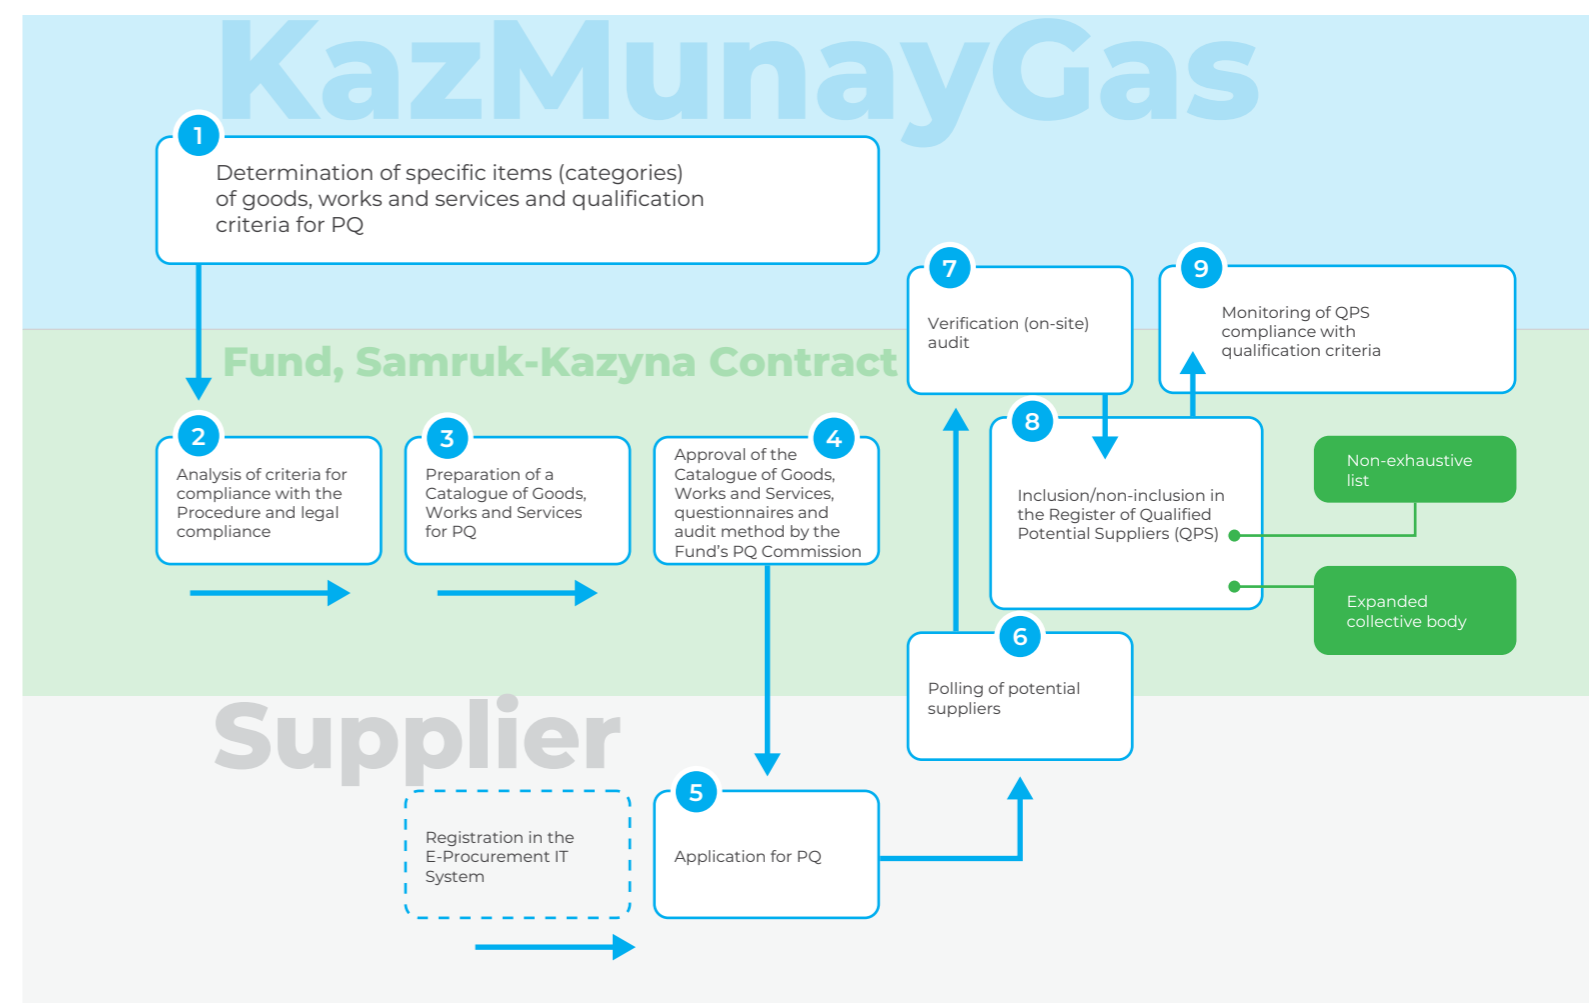 KazMunayGas
1
Determination of specific items (categories)
of goods, works and services and qualification
criteria for PQ
Fund, Samruk-Kazyna Contract
2
Analysis of criteria for
compliance with the
Procedure and legal
compliance
3
Preparation of a
Catalogue of Goods,
Works and Services
for PQ
4
Approval of the
Catalogue of Goods,
Works and Services,
questionnaires and
audit method by the
Fund's PQ Commission
Supplier
Registration in the
E-Procurement IT
System
5
Application for PQ
6
Polling of potential
suppliers
7
Verification (on-site)
audit
8
Inclusion/non-inclusion in
the Register of Qualified
Potential Suppliers (QPS)
Non-exhaustive
list
Expanded
collective body
9
Monitoring of QPS
compliance with
qualification criteria